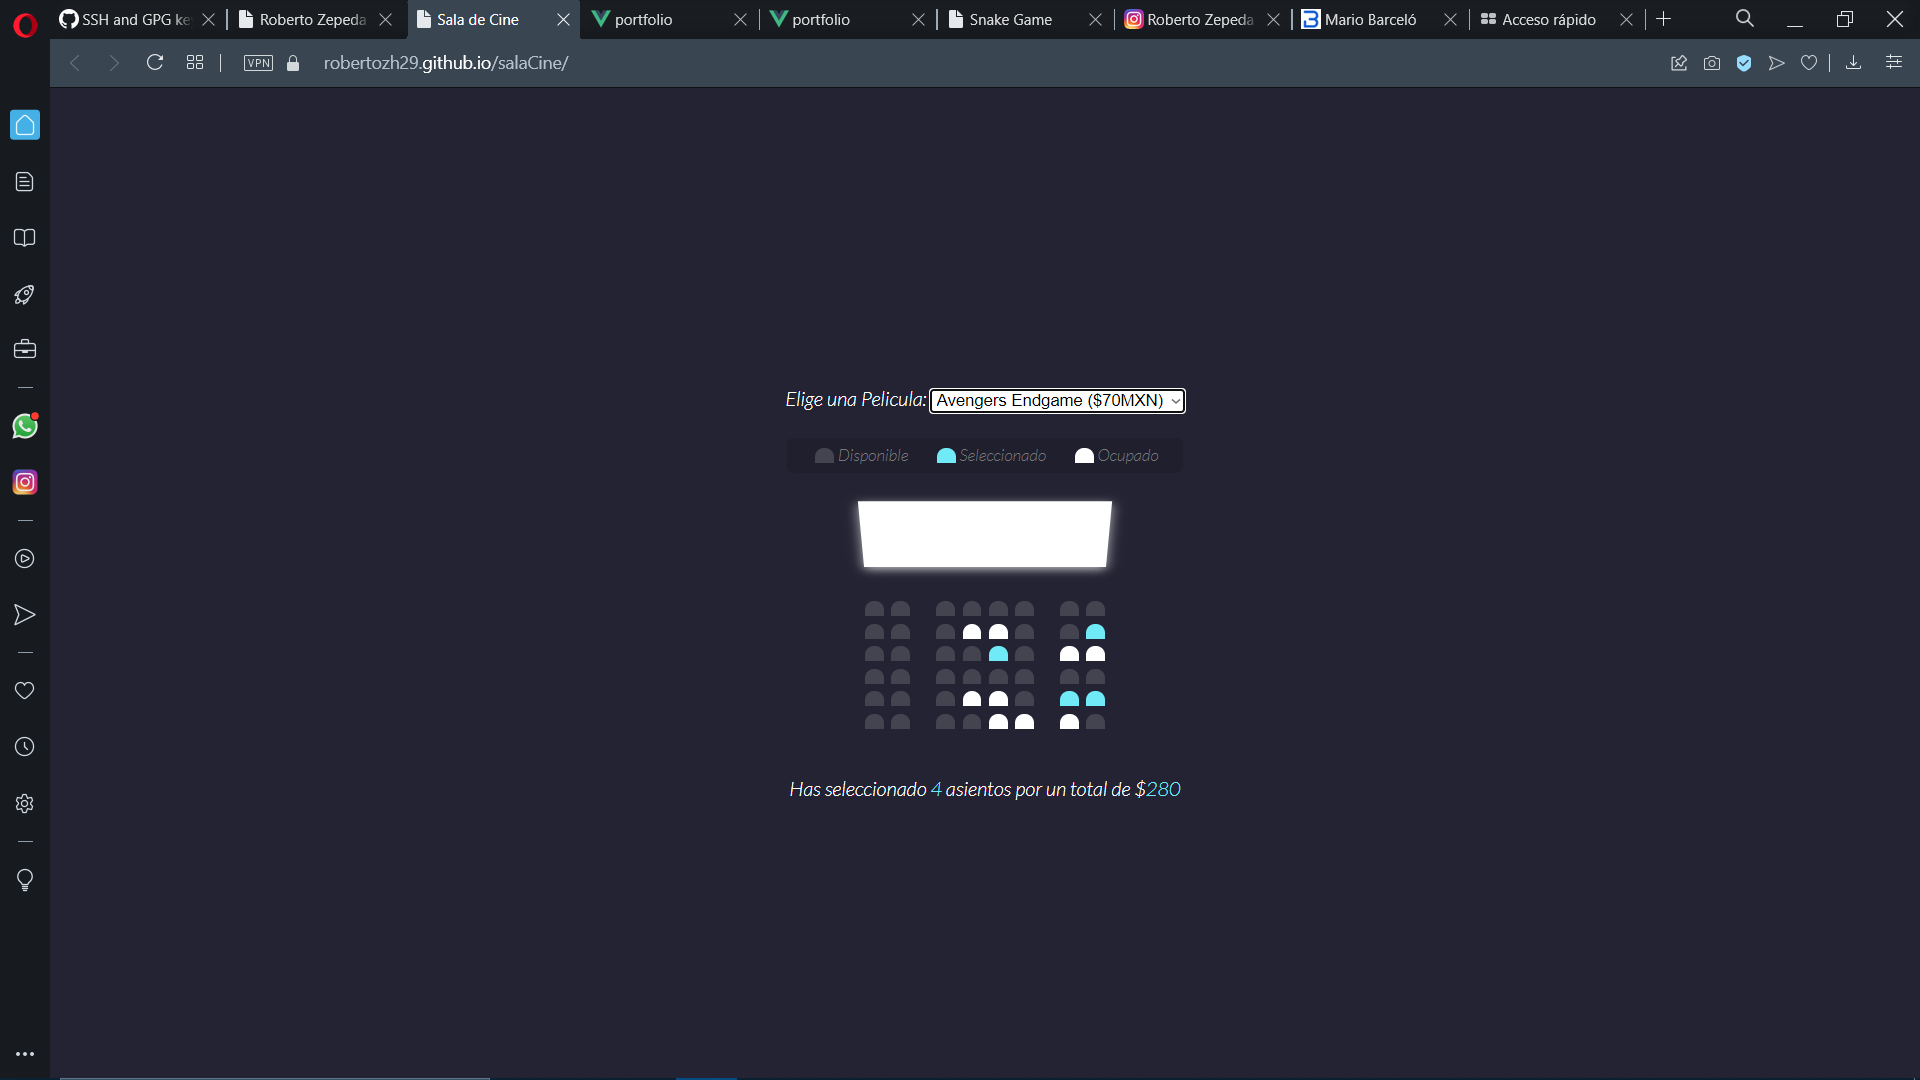 SSH and GPG ke
Roberto Zepeda
Sala de Cine
portfolio
portfolio
Snake Game
Roberto Zepeda
Mario Barceló
Acceso rápido
VPN
robertozh29.github.io/salaCine/
Elige una Pelicula: Avengers Endgame ($70MXN)
Disponible Seleccionado Ocupado
Has seleccionado 4 asientos por un total de $280